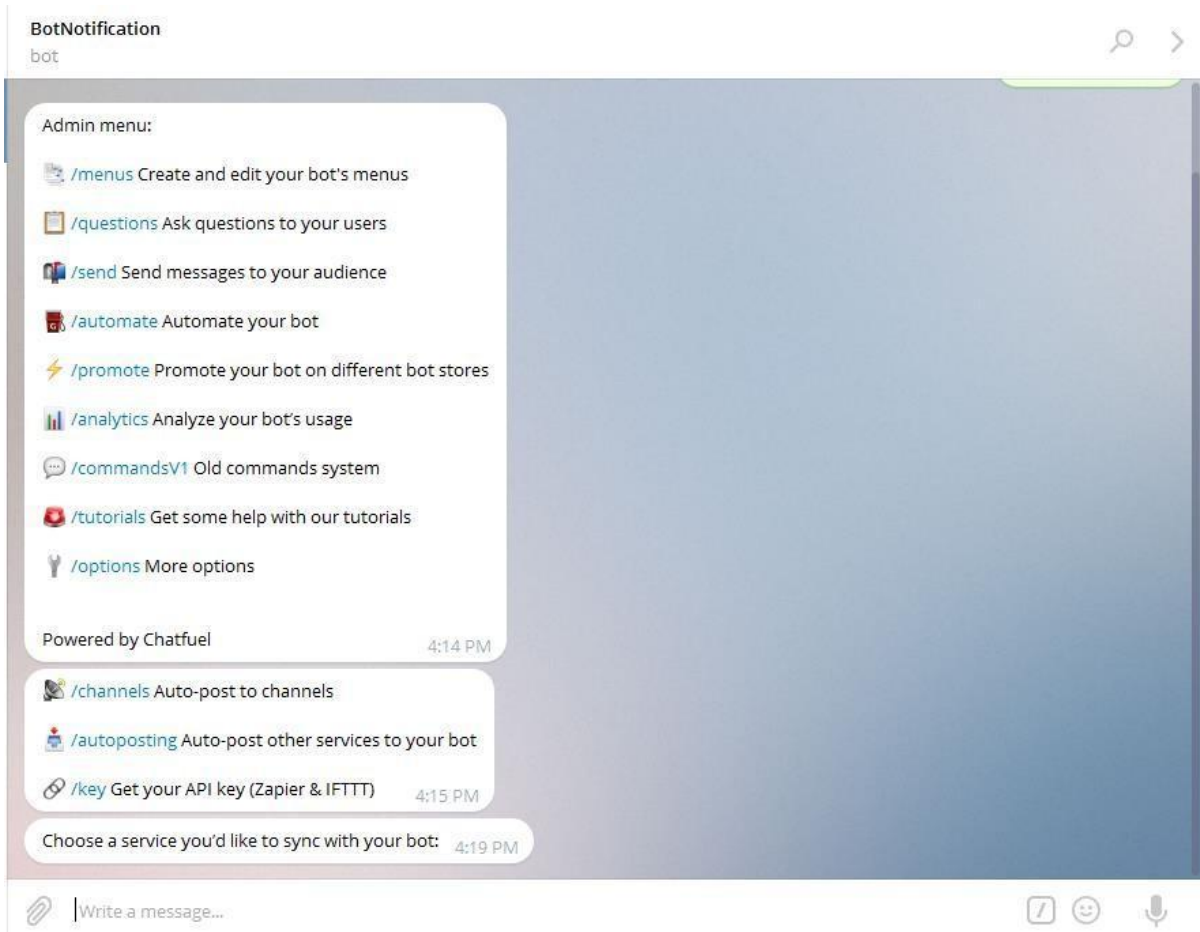 BotNotification
bot
Admin menu:
/menus Create and edit your bot's menus
/questions Ask questions to your users
/send Send messages to your audience
/automate Automate your bot
/promote Promote your bot on different bot stores
/analytics Analyze your bot’s usage
/commandsV1 Old commands system
/tutorials Get some help with our tutorials
/options More options
Powered by Chatfuel 4:14 PM
/channels Auto-post to channels
/autoposting Auto-post other services to your bot
/key Get your API key (Zapier & IFTTT) 4:15 PM
Choose a service you’d like to sync with your bot: 4:19 PM
Write a message...